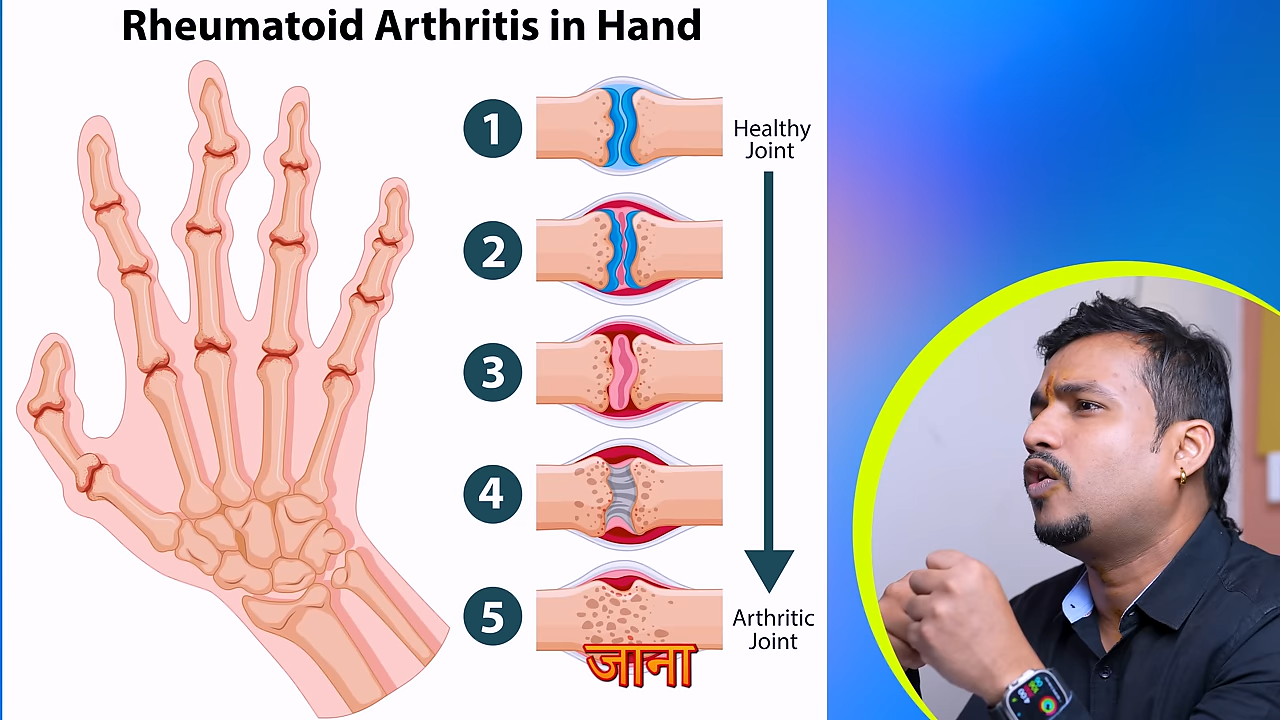 Rheumatoid Arthritis in Hand
1
Healthy
Joint
2
3
4
5
Arthritic
Joint
जाना